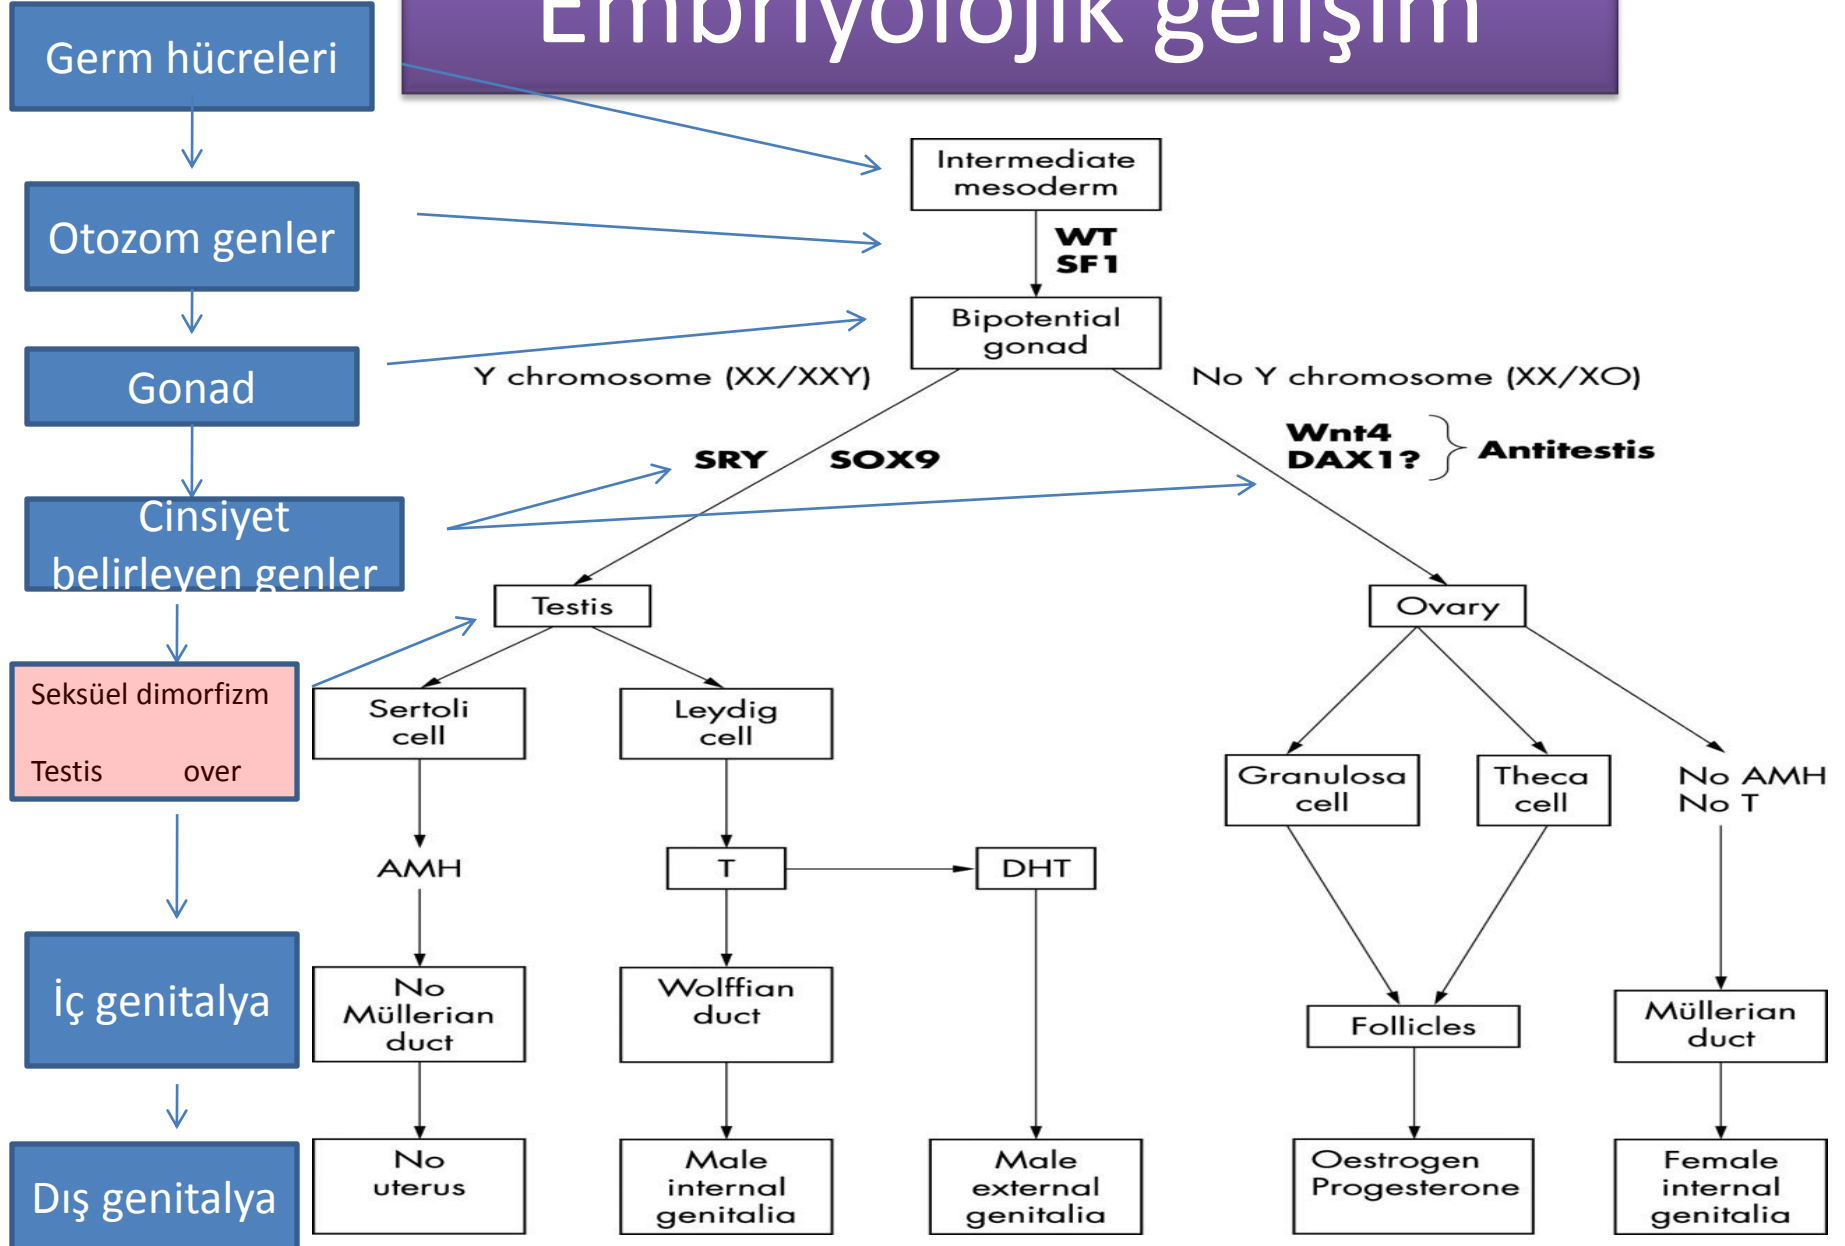 Embriyolojik gelişim
Germ hücreleri
Otozom genler
Gonad
Cinsiyet
belirleyen genler
Seksüel dimorfizm
Testis over
İç genitalya
Dış genitalya
Intermediate
mesoderm
WT
SF1
Bipotential
gonad
Y chromosome (XX/XXY)
No Y chromosome (XX/XO)
SRY SOX9
Wnt4
DAX1?
Antitestis
Testis
Ovary
Sertoli
cell
Leydig
cell
Granulosa
cell
Theca
cell
No AMH
No T
AMH
T
DHT
No
Müllerian
duct
Wolffian
duct
Follicles
Müllerian
duct
No
uterus
Male
internal
genitalia
Male
external
genitalia
Oestrogen
Progesterone
Female
internal
genitalia